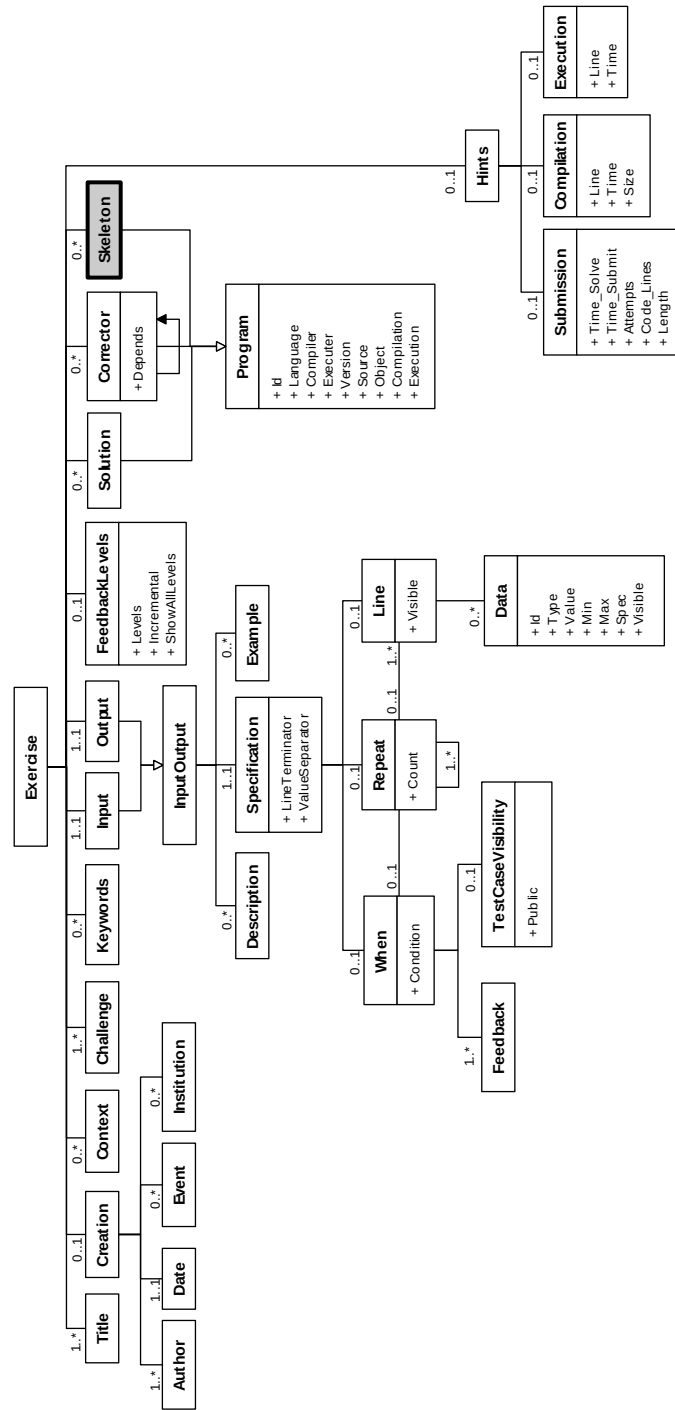 Exercise
1..*
Title
0..1
Creation
0..*
Context
1..*
Challenge
0..*
Keywords
1..1
Input
1..1
Output
0..1
FeedbackLevels
+ Levels
+ Incremental
+ ShowAllLevels
0..*
Solution
0..*
Corrector
+ Depends
0..*
Skeleton
1..*
Author
1..1
Date
0..*
Event
0..*
Institution
InputOutput
Program
+ Id
+ Language
+ Compiler
+ Executer
+ Version
+ Source
+ Object
+ Compilation
+ Execution
0..*
Description
1..1
Specification
+ LineTerminator
+ ValueSeparator
0..*
Example
0..1
When
+ Condition
0..1
0..1
Repeat
+ Count
1..*
0..1
1..*
0..1
Line
+ Visible
1..*
Feedback
0..1
TestCaseVisibility
+ Public
0..*
Data
+ Id
+ Type
+ Value
+ Min
+ Max
+ Spec
+ Visible
0..1
Hints
0..1
Submission
+ Time_Solve
+ Time_Submit
+ Attempts
+ Code_Lines
+ Length
0..1
Compilation
+ Line
+ Time
+ Size
0..1
Execution
+ Line
+ Time